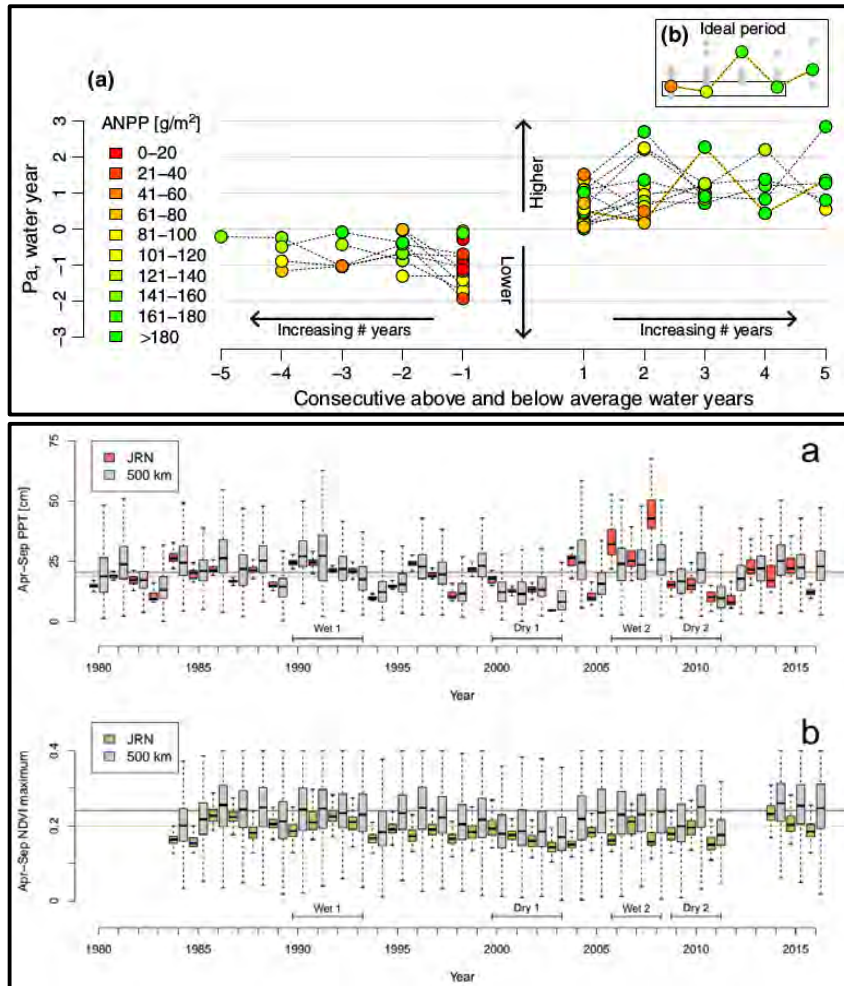 (b)
Ideal period
(a)
ANPP [g/m²]
0–20
21–40
41–60
61–80
81–100
101–120
121–140
141–160
161–180
>180
Pa, water year
3
2
1
0
−1
−2
−3
Higher
Lower
Increasing # years
Increasing # years
−5 −4 −3 −2 −1 1 2 3 4 5
Consecutive above and below average water years
a
JRN
500 km
Apr−Sep PPT [cm]
75
50
25
0
Wet 1 Dry 1 Wet 2 Dry 2
1980 1985 1990 1995 2000 2005 2010 2015
Year
b
JRN
500 km
Apr−Sep NDVI maximum
0.4
0.2
0
Wet 1 Dry 1 Wet 2 Dry 2
1980 1985 1990 1995 2000 2005 2010 2015
Year